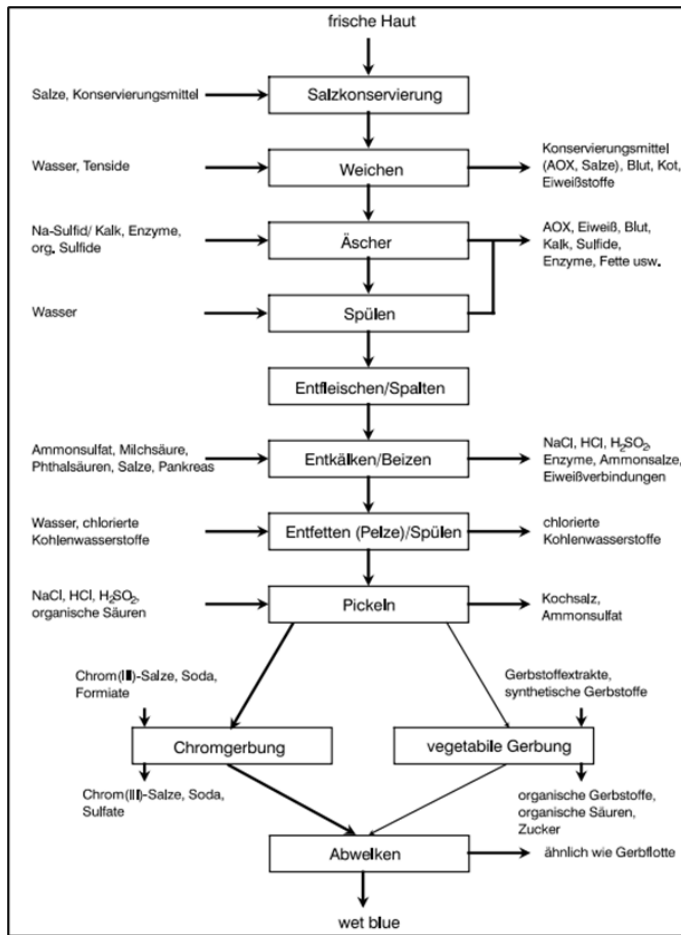 frische Haut
Salze, Konservierungsmittel
Salzkonservierung
Wasser, Tenside
Weichen
Konservierungsmittel
(AOX, Salze), Blut, Kot,
Eiweißstoffe
Na-Sulfid/ Kalk, Enzyme,
org. Sulfide
Äscher
AOX, Eiweiß, Blut,
Kalk, Sulfide,
Enzyme, Fette usw.
Wasser
Spülen
Entfleischen/Spalten
Ammonsulfat, Milchsäure,
Phthalsäuren, Salze, Pankreas
Entkälken/Beizen
NaCl, HCl, H₂SO₂,
Enzyme, Ammonsalze,
Eiweißverbindungen
Wasser, chlorierte
Kohlenwasserstoffe
Entfetten (Pelze)/Spülen
chlorierte
Kohlenwasserstoffe
NaCl, HCl, H₂SO₂,
organische Säuren
Pickeln
Kochsalz,
Ammonsulfat
Chrom(III)-Salze, Soda,
Formiate
Gerbstoffextrakte,
synthetische Gerbstoffe
Chromgerbung
vegetabile Gerbung
Chrom(III)-Salze, Soda,
Sulfate
organische Gerbstoffe,
organische Säuren,
Zucker
Abwelken
ähnlich wie Gerbflotte
wet blue